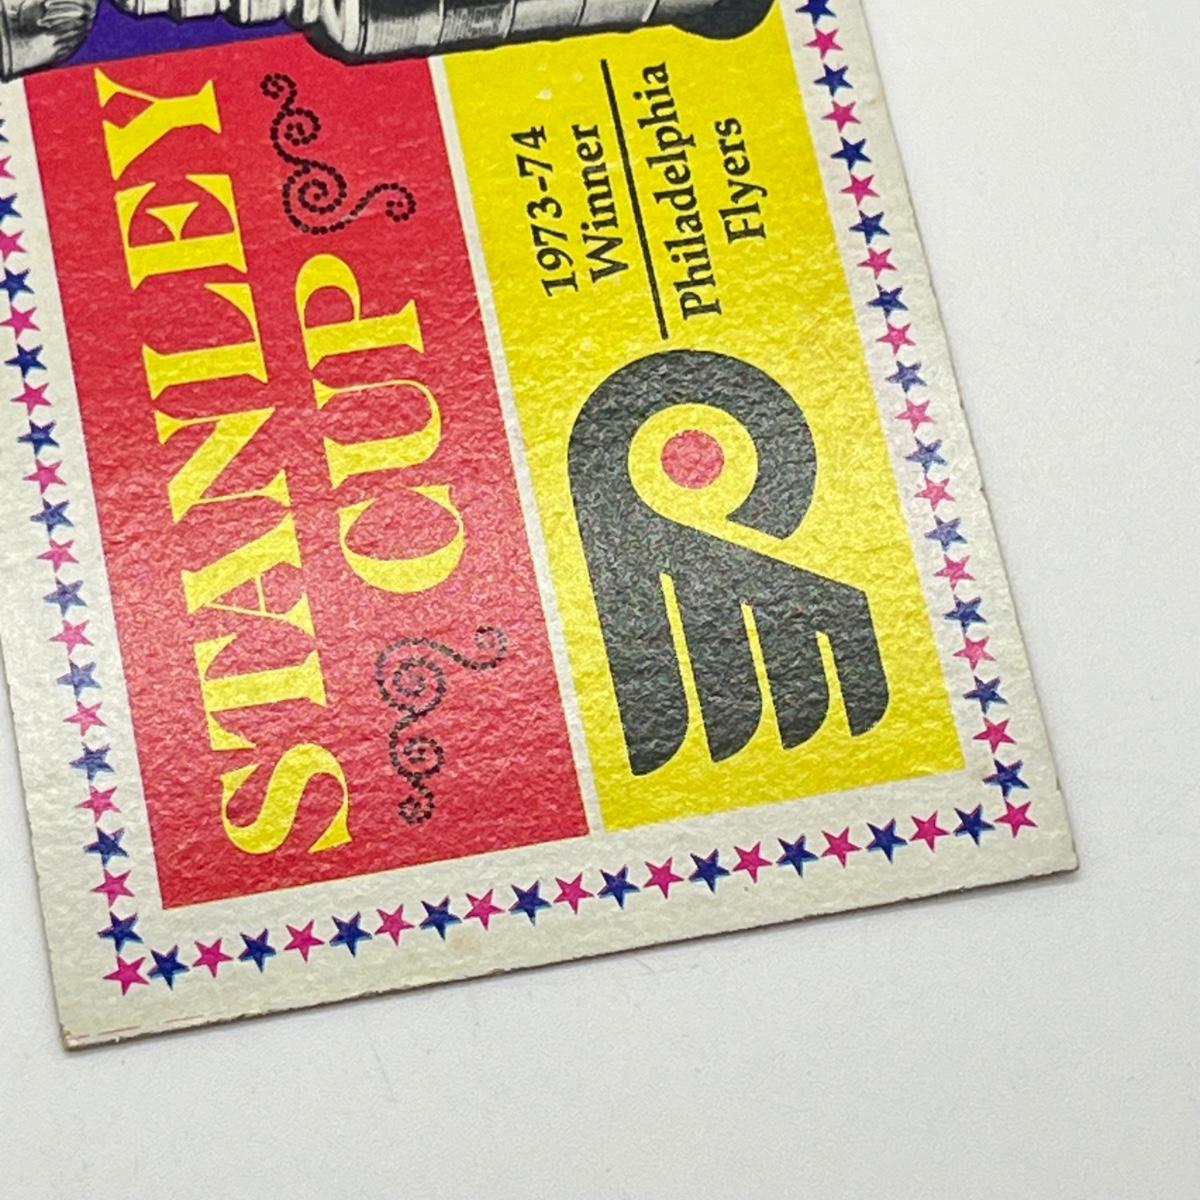 STANLEY
CUP
1973-74
Winner
Philadelphia
Flyers